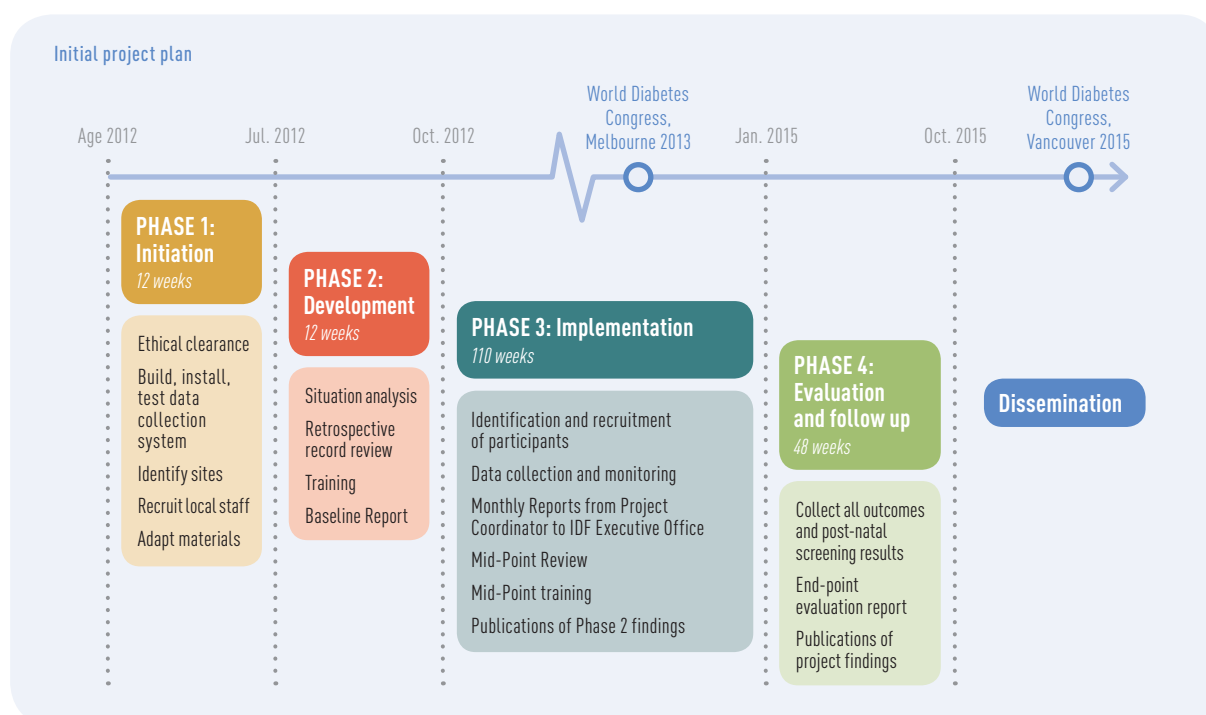 Initial project plan
World Diabetes
Congress,
Melbourne 2013
World Diabetes
Congress,
Vancouver 2015
Age 2012
Jul. 2012
Oct. 2012
Jan. 2015
Oct. 2015
PHASE 1:
Initiation
12 weeks
Ethical clearance
Build, install,
test data
collection
system
Identify sites
Recruit local staff
Adapt materials
PHASE 2:
Development
12 weeks
Situation analysis
Retrospective
record review
Training
Baseline Report
PHASE 3: Implementation
110 weeks
Identification and recruitment
of participants
Data collection and monitoring
Monthly Reports from Project
Coordinator to IDF Executive Office
Mid-Point Review
Mid-Point training
Publications of Phase 2 findings
PHASE 4:
Evaluation
and follow up
48 weeks
Collect all outcomes
and post-natal
screening results
End-point
evaluation report
Publications of
project findings
Dissemination